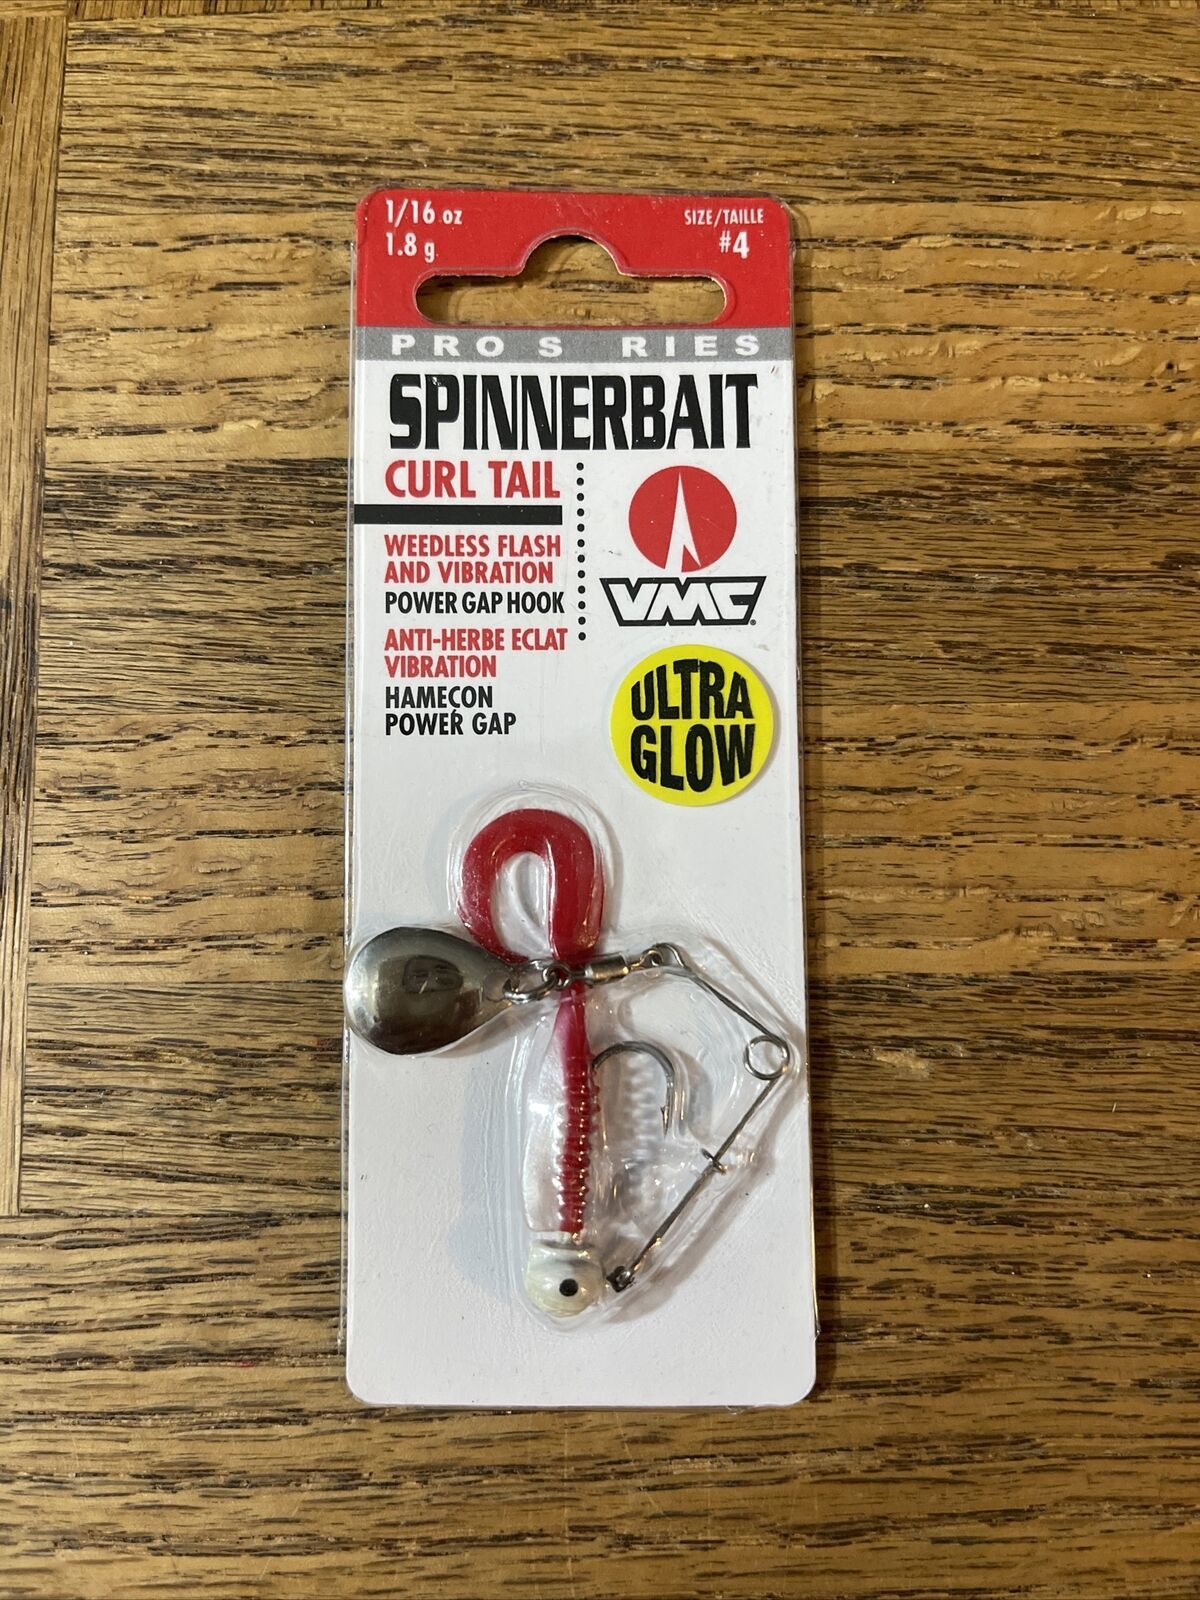 1/16 oz
1.8 g
SIZE/TAILLE
#4
PRO S RIES
SPINNERBAIT
CURL TAIL
WEEDLESS FLASH
AND VIBRATION
POWER GAP HOOK
ANTI-HERBE ECLAT
VIBRATION
HAMEÇON
POWER GAP
VMC
ULTRA
GLOW